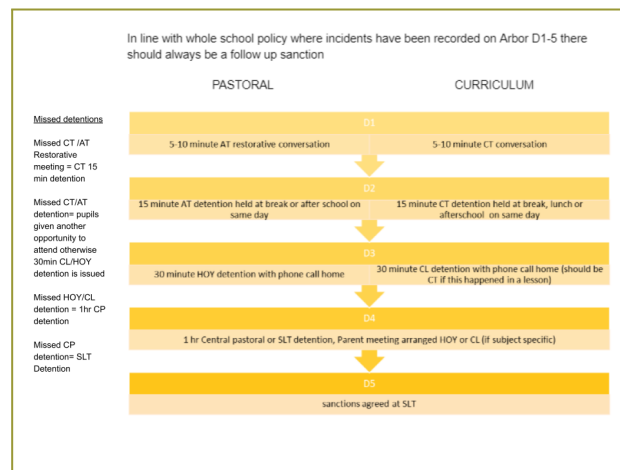 In line with whole school policy where incidents have been recorded on Arbor D1-5 there
should always be a follow up sanction
PASTORAL
CURRICULUM
Missed detentions
Missed CT /AT
Restorative
meeting = CT 15
min detention
Missed CT/AT
detention= pupils
given another
opportunity to
attend otherwise
30min CL/HOY
detention is issued
Missed HOY/CL
detention = 1hr CP
detention
Missed CP
detention= SLT
Detention
D1
5-10 minute AT restorative conversation
5-10 minute CT conversation
D2
15 minute AT detention held at break or after school on
same day
15 minute CT detention held at break, lunch or
afterschool on same day
D3
30 minute HOY detention with phone call home
30 minute CL detention with phone call home (should be
CT if this happened in a lesson)
D4
1 hr Central pastoral or SLT detention, Parent meeting arranged HOY or CL (if subject specific)
D5
sanctions agreed at SLT